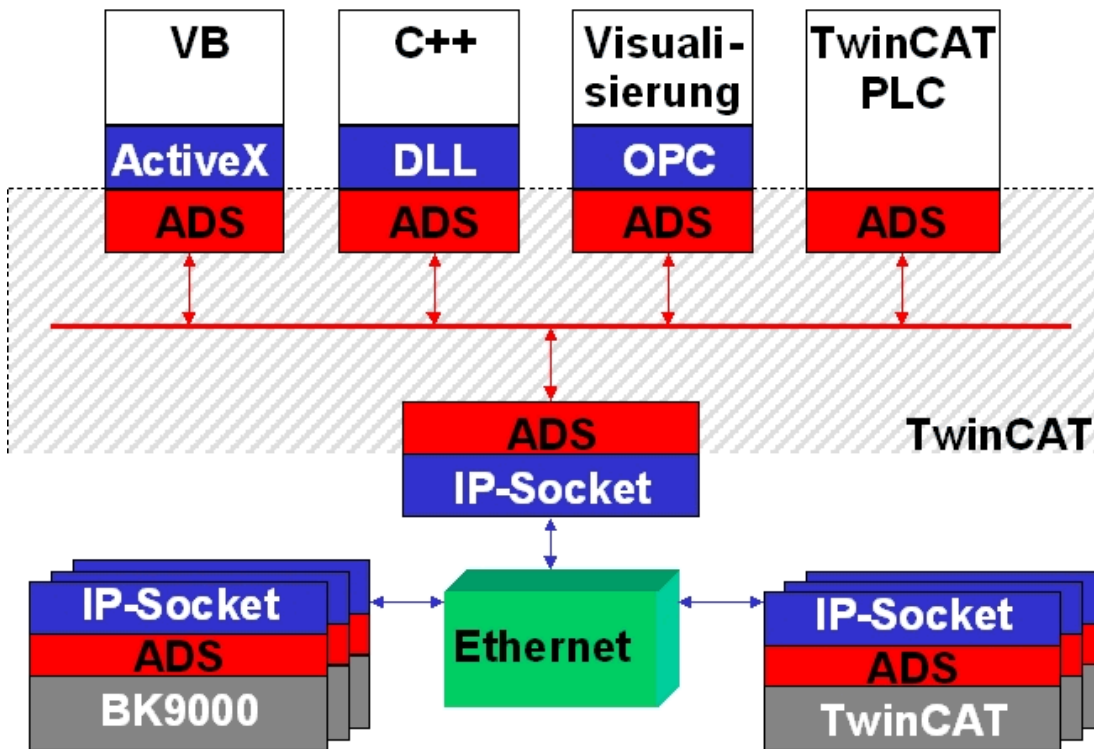 VB
C++
Visuali-
sierung
TwinCAT
PLC
ActiveX
DLL
OPC
ADS
ADS
ADS
ADS
ADS
TwinCAT
IP-Socket
IP-Socket
ADS
BK9000
Ethernet
IP-Socket
ADS
TwinCAT